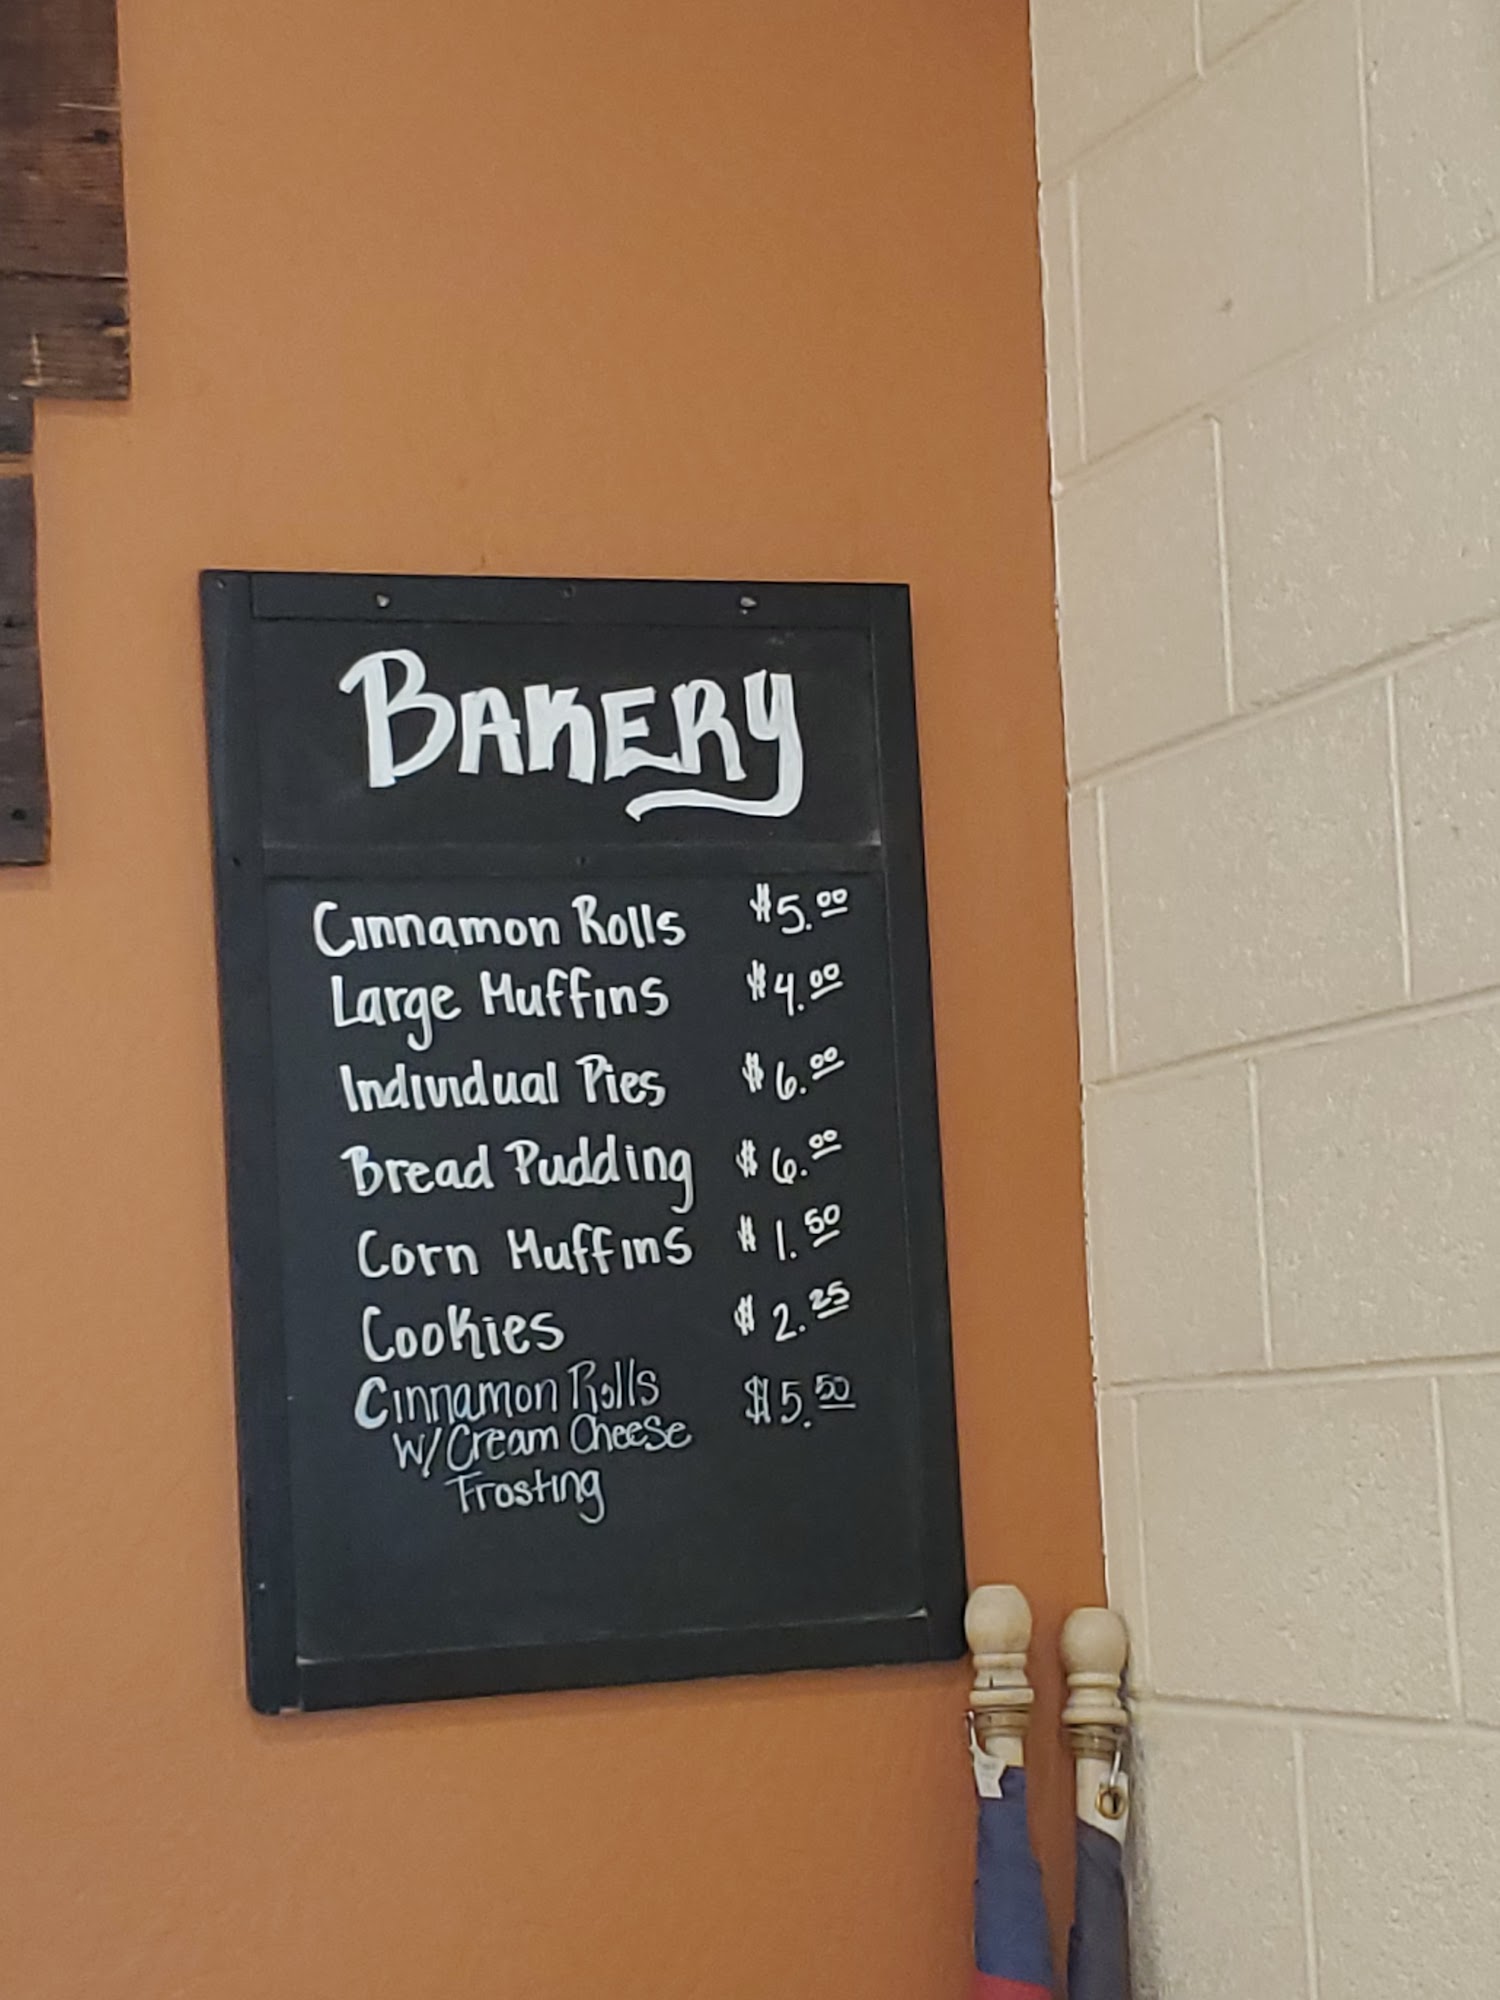 BAKERY
Cinnamon Rolls $5.00
Large Muffins $4.00
Individual Pies $6.00
Bread Pudding $6.00
Corn Muffins $1.50
Cookies $2.25
Cinnamon Rolls $5.50
W/ Cream Cheese
Frosting